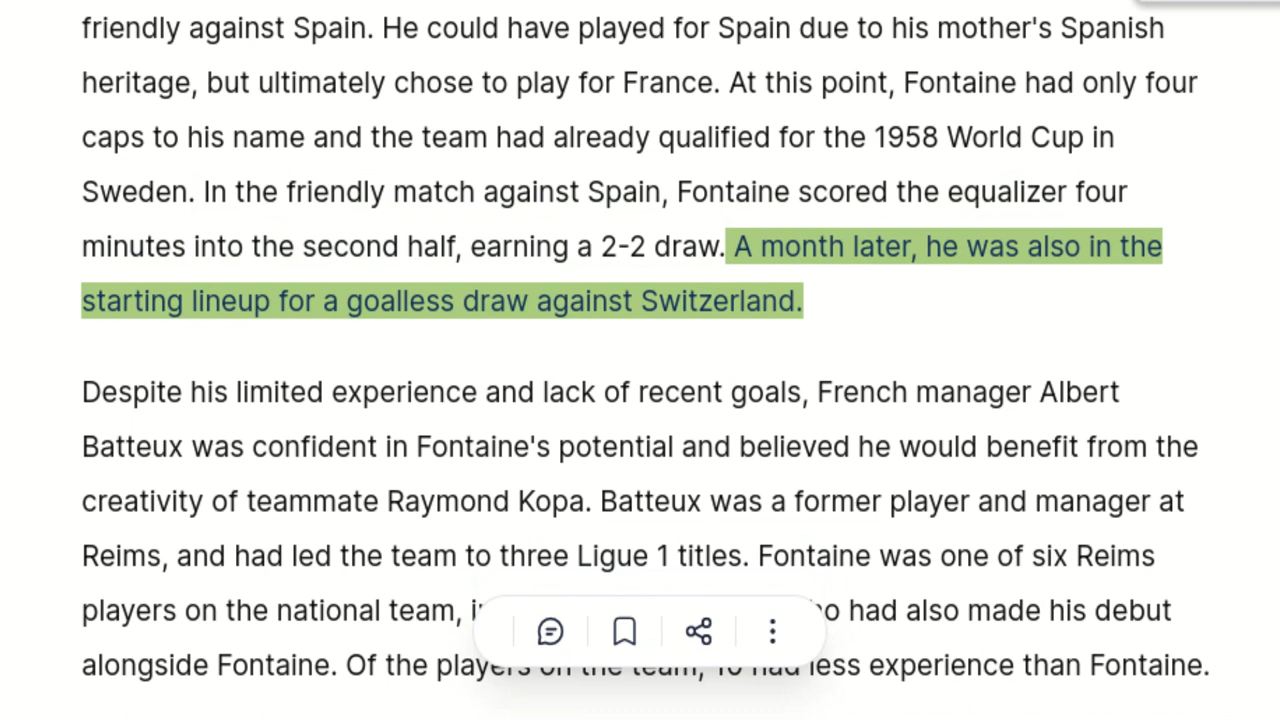 friendly against Spain. He could have played for Spain due to his mother's Spanish
heritage, but ultimately chose to play for France. At this point, Fontaine had only four
caps to his name and the team had already qualified for the 1958 World Cup in
Sweden. In the friendly match against Spain, Fontaine scored the equalizer four
minutes into the second half, earning a 2-2 draw. A month later, he was also in the
starting lineup for a goalless draw against Switzerland.
Despite his limited experience and lack of recent goals, French manager Albert
Batteux was confident in Fontaine's potential and believed he would benefit from the
creativity of teammate Raymond Kopa. Batteux was a former player and manager at
Reims, and had led the team to three Ligue 1 titles. Fontaine was one of six Reims
players on the national team, had also made his debut
alongside Fontaine. Of the players on the team, had less experience than Fontaine.